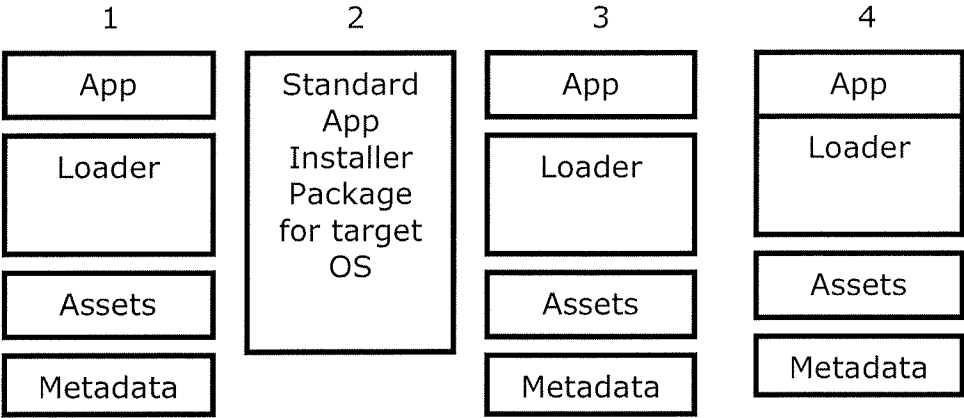 1
App
Loader
Assets
Metadata
2
Standard
App
Installer
Package
for target
OS
3
App
Loader
Assets
Metadata
4
App
Loader
Assets
Metadata